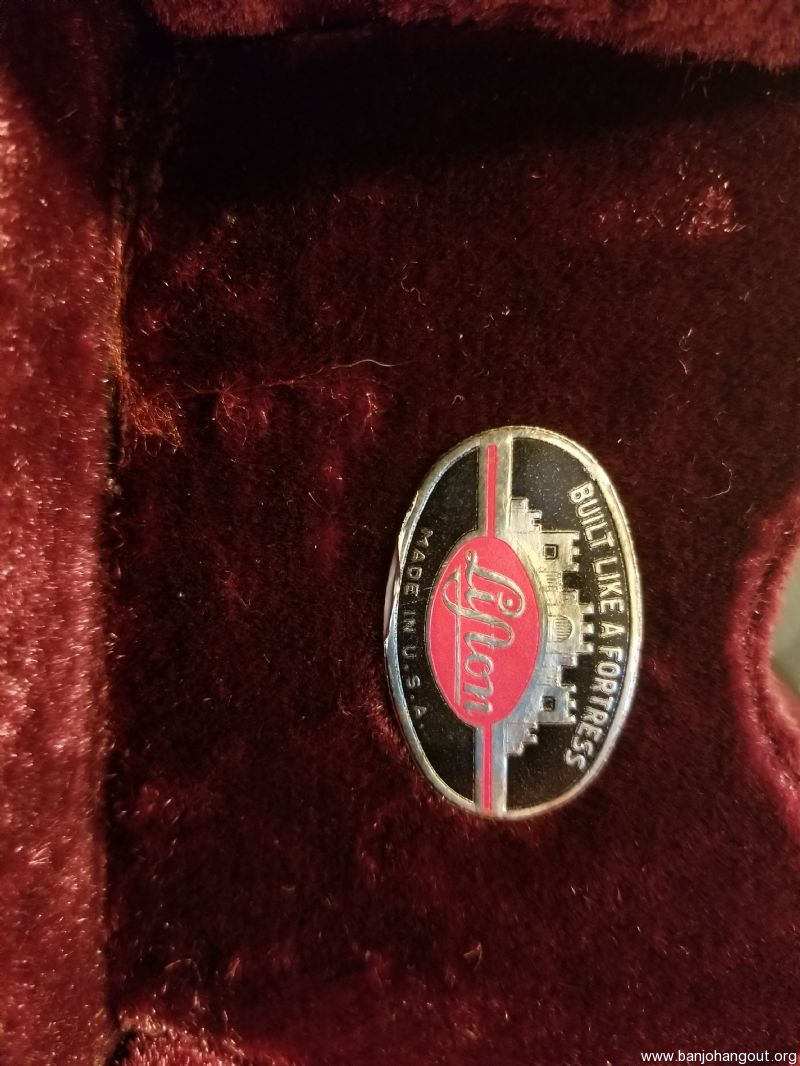 BUILT LIKE A FORTRESS
Lifton
MADE IN U.S.A.
www.banjohangout.org